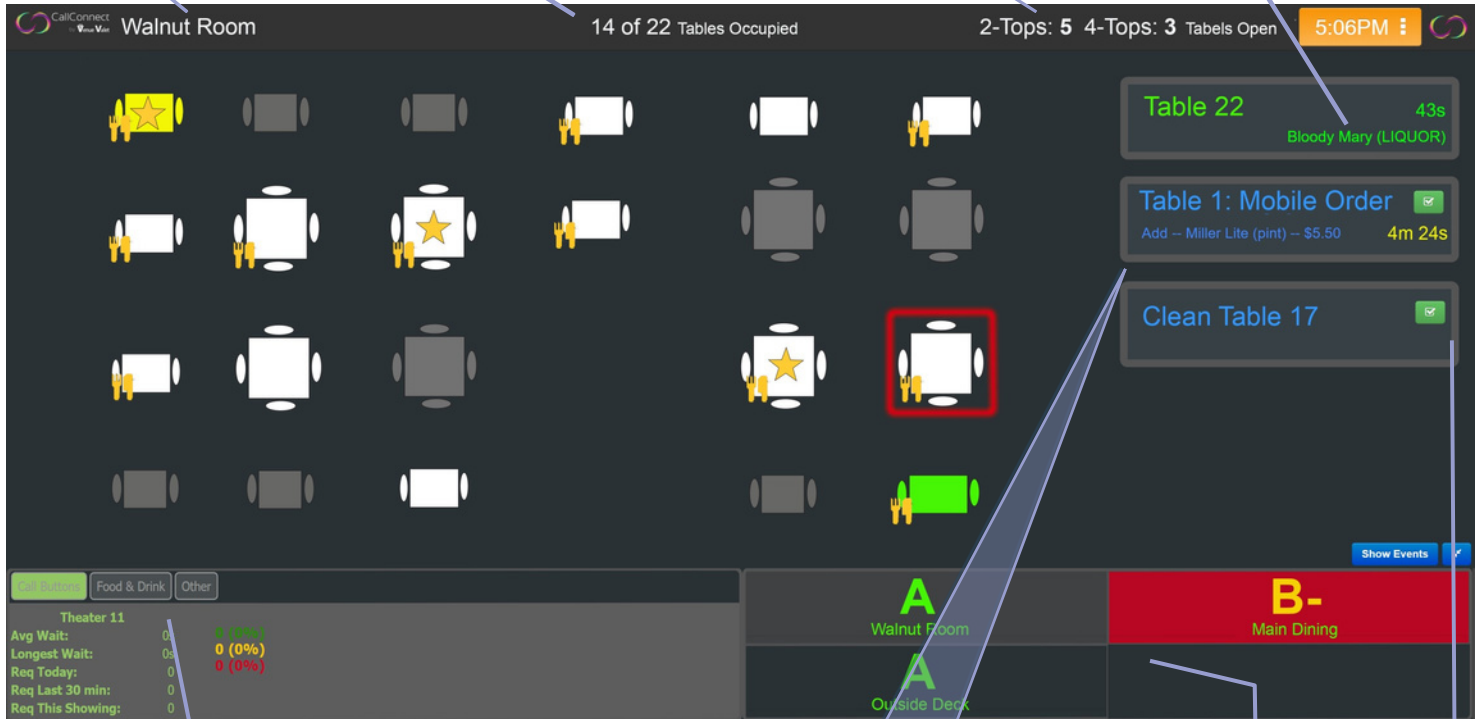 CallConnect
by Venue Valet
Walnut Room
14 of 22 Tables Occupied
2-Tops: 5 4-Tops: 3 Tabels Open
5:06PM
Table 22
43s
Bloody Mary (LIQUOR)
Table 1: Mobile Order
Add -- Miller Lite (pint) -- $5.50
4m 24s
Clean Table 17
Show Events
Call Buttons
Food & Drink
Other
Theater 11
Avg Wait: 0s
0 (0%)
Longest Wait: 0s
0 (0%)
Req Today: 0
0 (0%)
Req Last 30 min: 0
Req This Showing: 0
A
Walnut Room
B-
Main Dining
A
Outside Deck